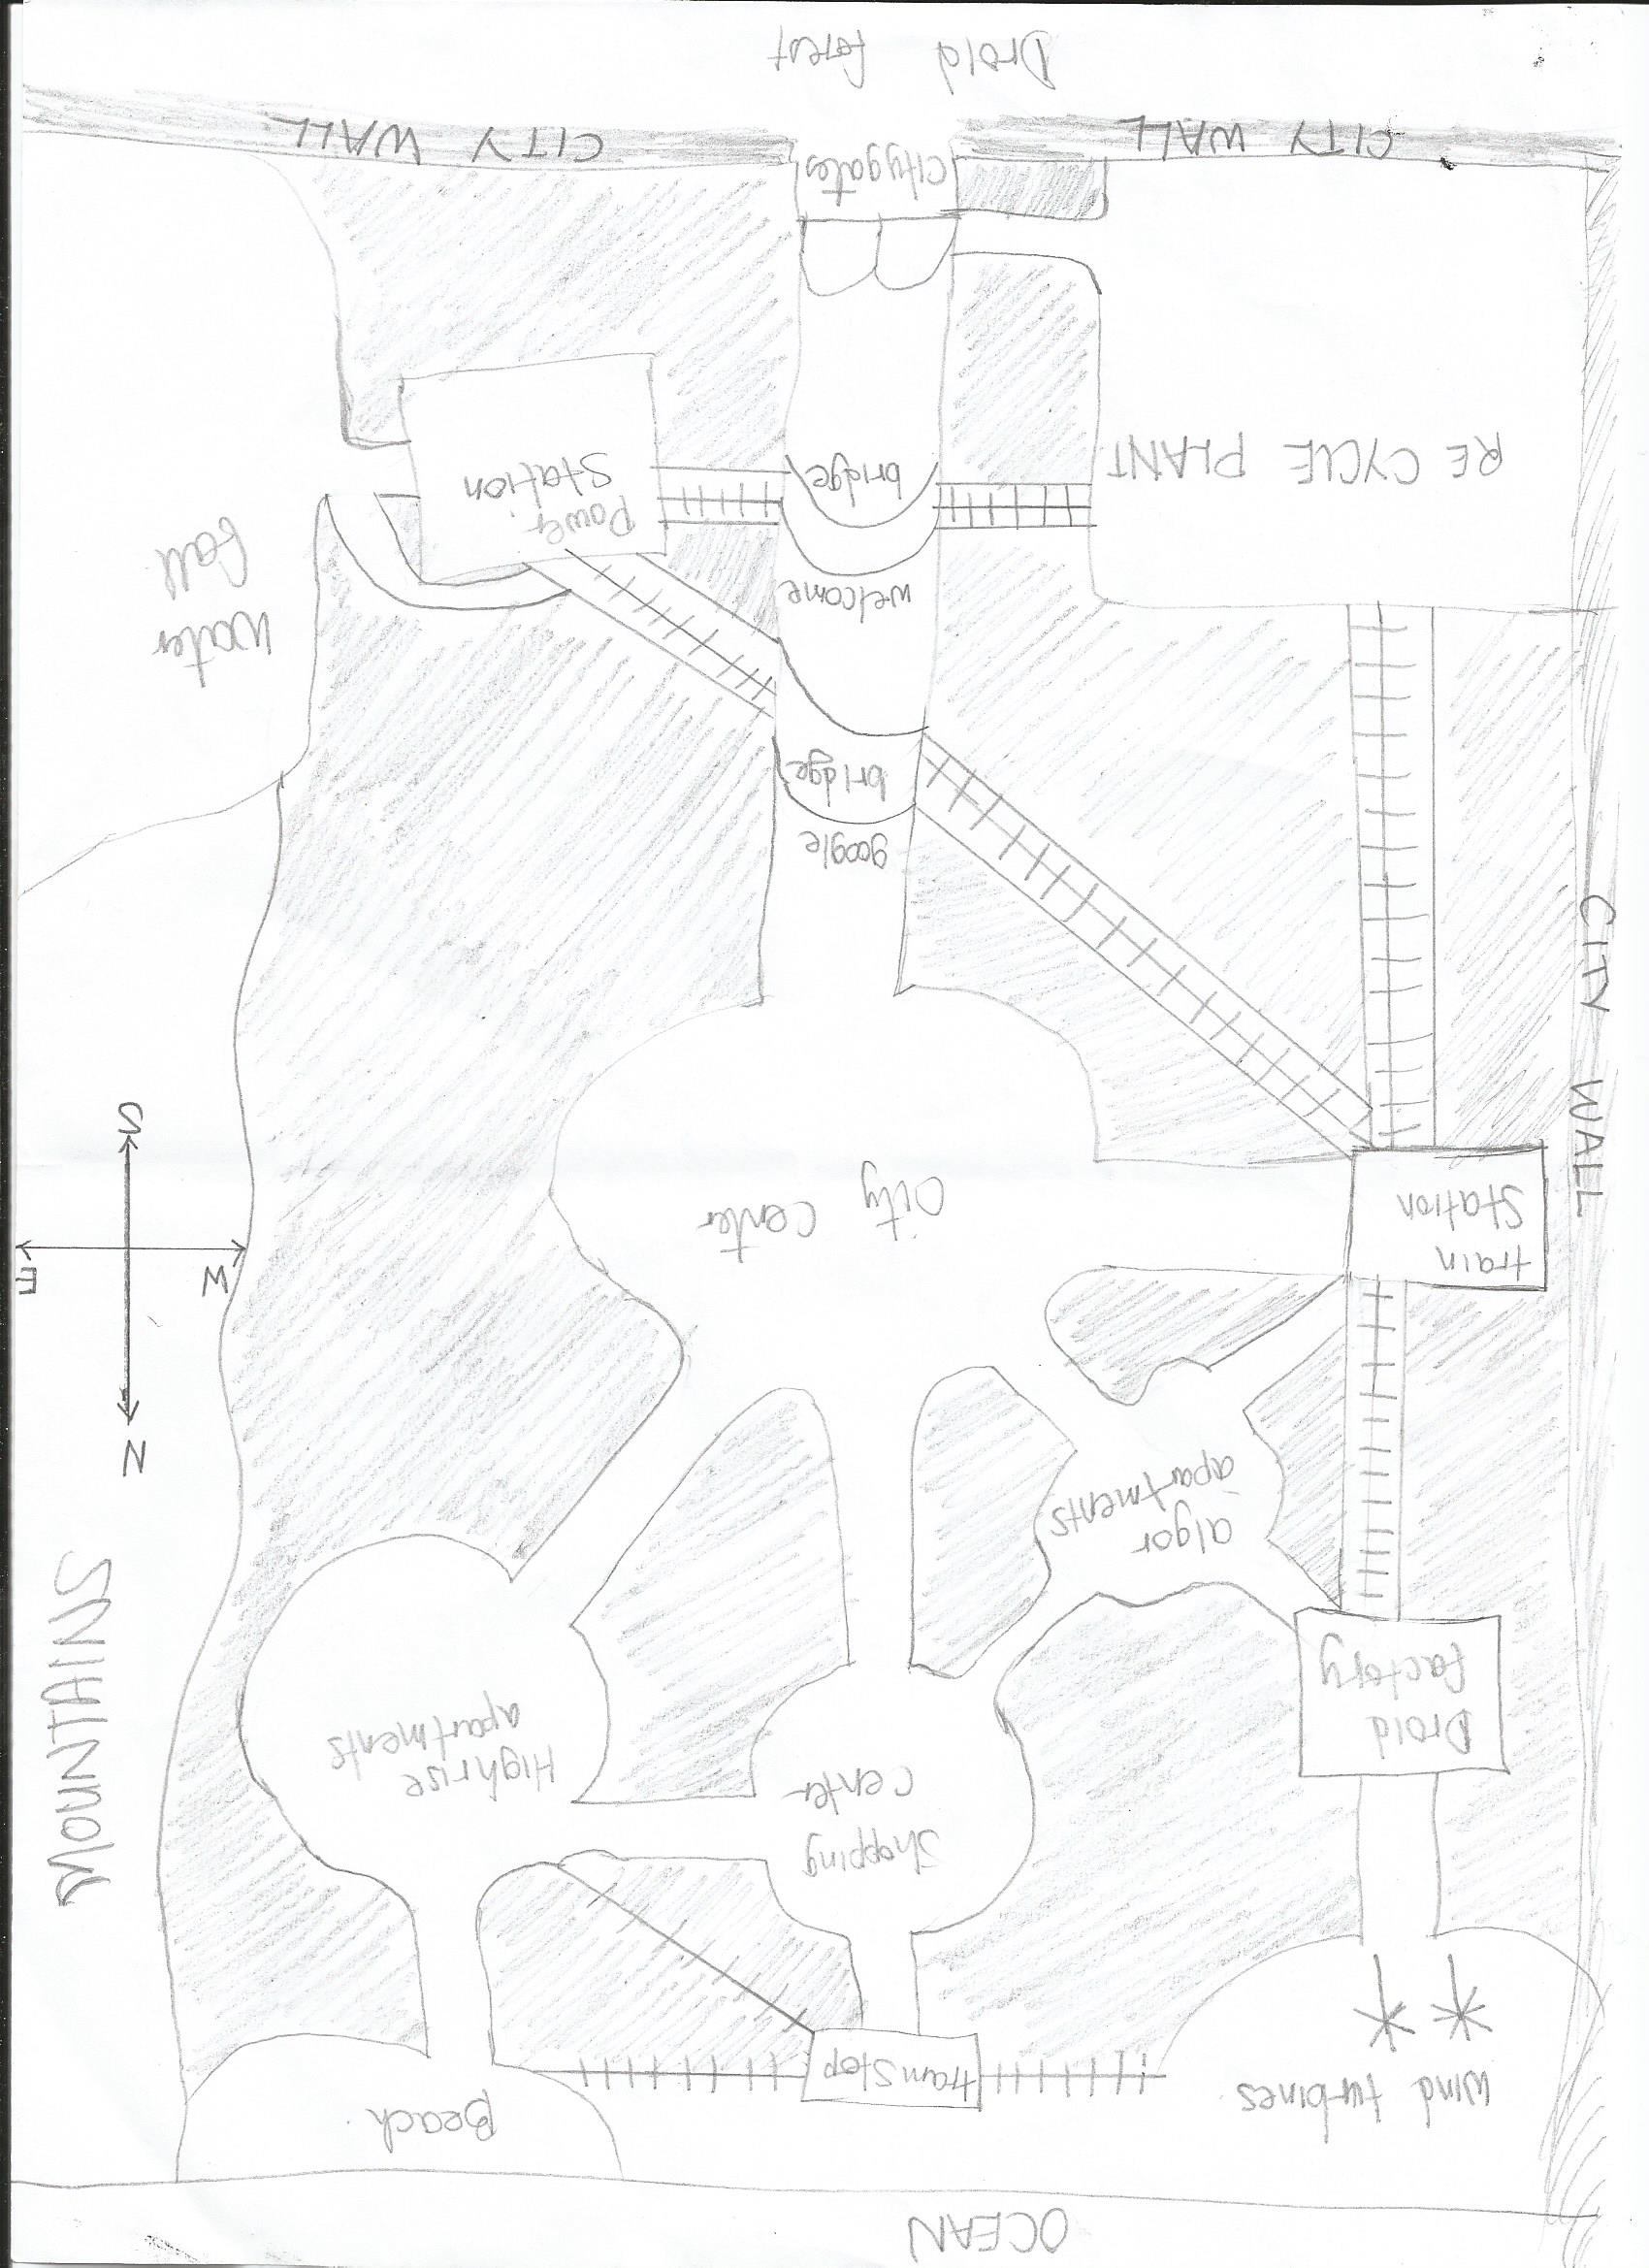 OCEAN
Beach.
Wind turbines
tram stop
Shopping
center
Highrise
apartments
MOUNTAINS
Droid
factory
algor
apartments
N
W
E
S
train
Station
City center
CITY WALL
google
bridge
welcome
bridge
Water
fall
Power
Station
RE CYCLE PLANT
City gates
CITY WALL
CITY WALL
Droid forest